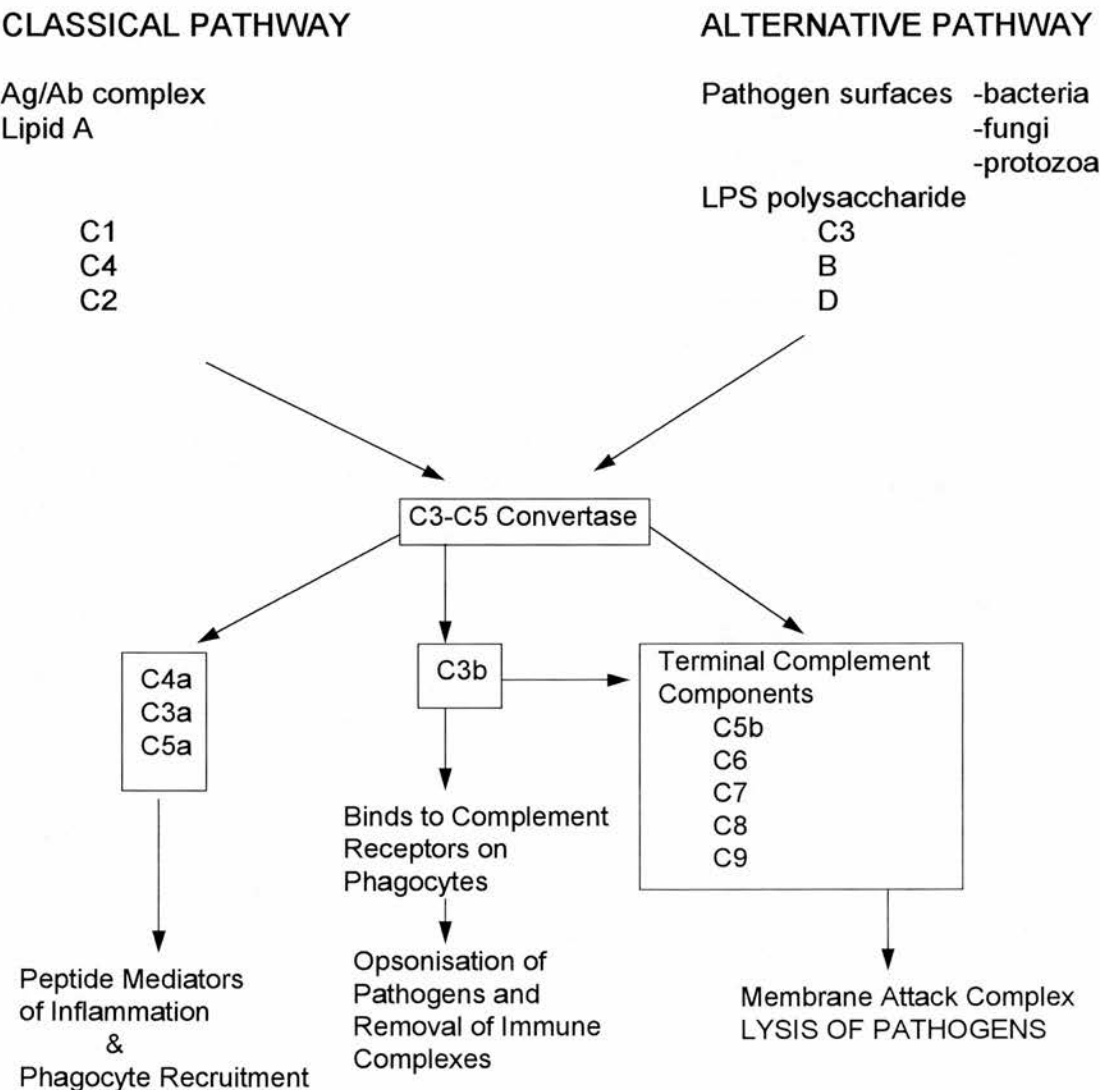 CLASSICAL PATHWAY
ALTERNATIVE PATHWAY
Ag/Ab complex
Lipid A
Pathogen surfaces -bacteria
-fungi
-protozoa
LPS polysaccharide
C1
C4
C2
C3
B
D
C3-C5 Convertase
C4a
C3a
C5a
C3b
Terminal Complement
Components
C5b
C6
C7
C8
C9
Binds to Complement
Receptors on
Phagocytes
Peptide Mediators
of Inflammation
&
Phagocyte Recruitment
Opsonisation of
Pathogens and
Removal of Immune
Complexes
Membrane Attack Complex
LYSIS OF PATHOGENS